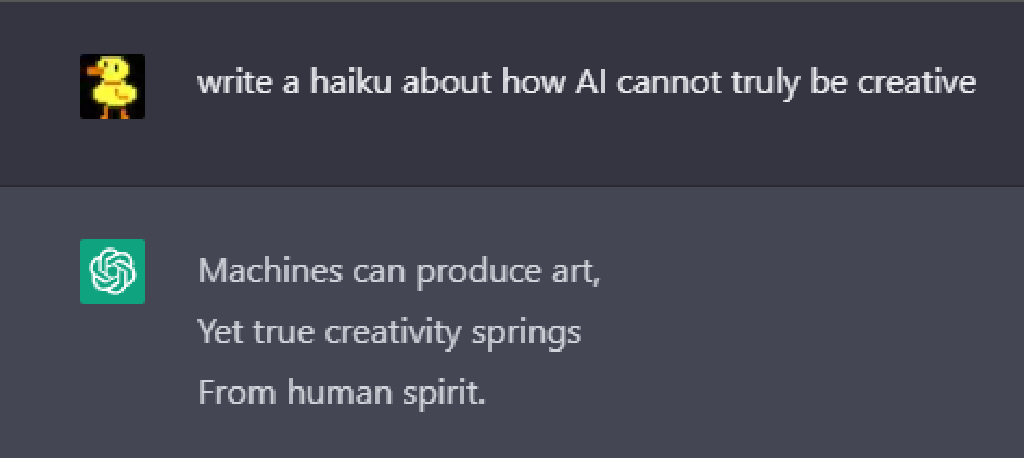 write a haiku about how AI cannot truly be creative
Machines can produce art,
Yet true creativity springs
From human spirit.